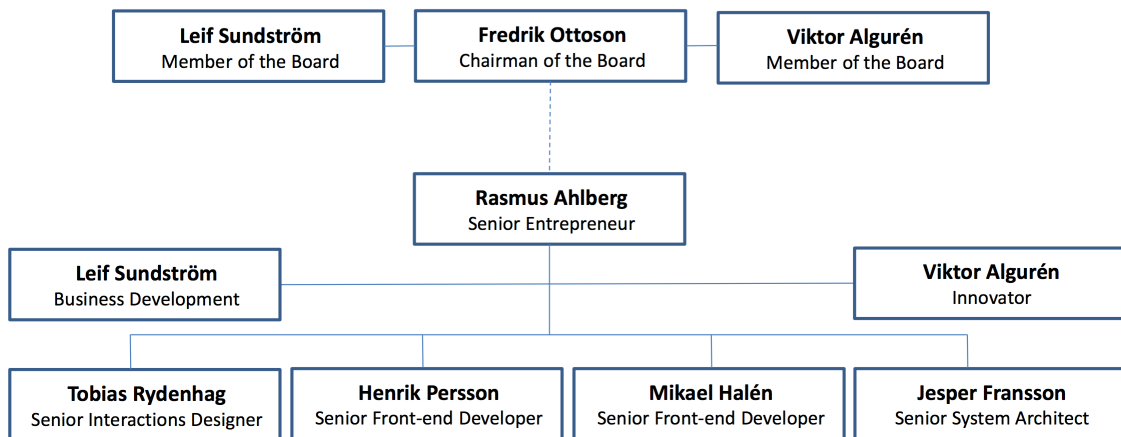 Leif Sundström
Member of the Board
Fredrik Ottoson
Chairman of the Board
Viktor Algurén
Member of the Board
Rasmus Ahlberg
Senior Entrepreneur
Leif Sundström
Business Development
Viktor Algurén
Innovator
Tobias Rydenhag
Senior Interactions Designer
Henrik Persson
Senior Front-end Developer
Mikael Halén
Senior Front-end Developer
Jesper Fransson
Senior System Architect